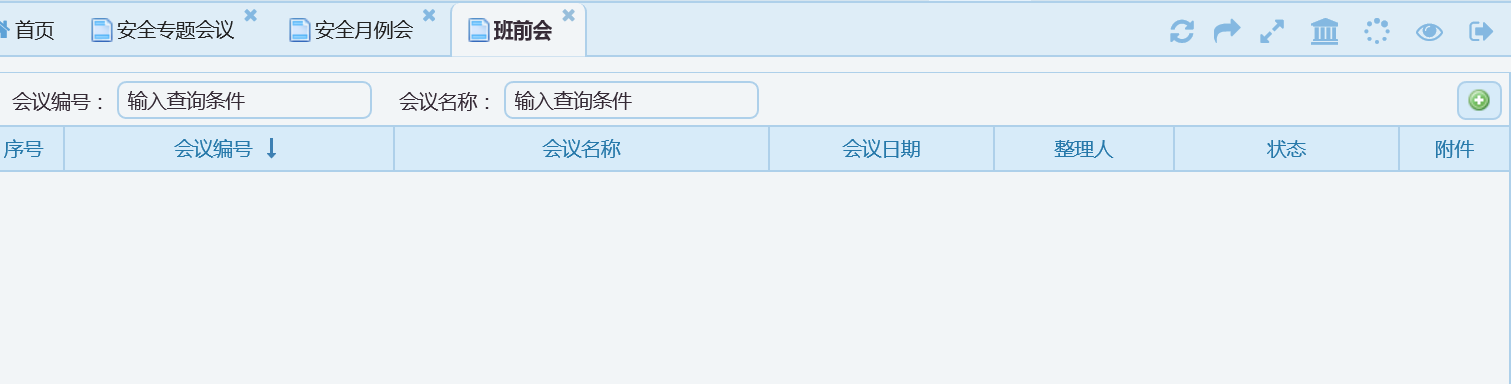 首页 安全专题会议 安全月例会 班前会
会议编号： 输入查询条件 会议名称： 输入查询条件
序号 会议编号 会议名称 会议日期 整理人 状态 附件